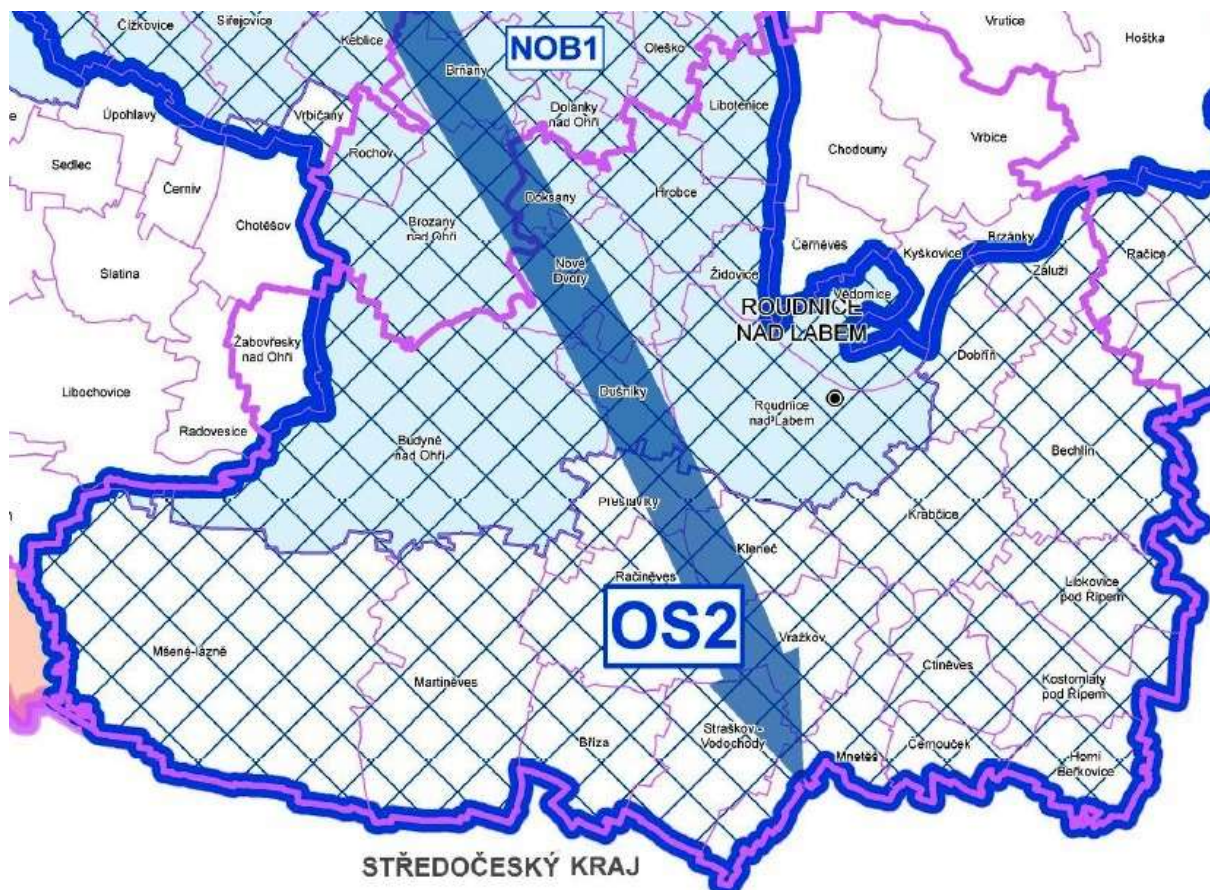 Čížkovice
Siřejovice
Keblice
Brňany
NOB1
Oleško
Vrutice
Hoštka
Úpohlavy
Vrbičany
Dolánky
nad Ohří
Libotenice
Sedlec
Rochov
Chodouny
Vrbice
Černiv
Doksany
Hrobce
Chotěšov
Brozany
nad Ohří
Slatina
Nové
Dvory
Židovice
Černěves
Kyškovice
Brzánky
Záluží
Račice
Vědomice
ROUDNICE
NAD LABEM
Žabovřesky
nad Ohří
Dobříň
Libochovice
Dušníky
Roudnice
nad Labem
Radovesice
Budyně
nad Ohří
Bechlín
Přestavlky
Krabčice
Kleneč
Račiněves
Libkovice
pod Řípem
OS2
Vražkov
Mšené-lázně
Martiněves
Ctiněves
Kostomlaty
pod Řípem
Straškov -
Vodochody
Bříza
Mnetěš
Černouček
Horní
Beřkovice
STŘEDOČESKÝ KRAJ